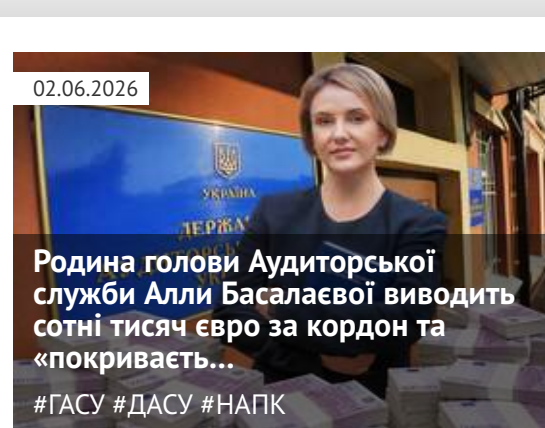 02.06.2026
УКРАЇНА
ДЕРЖА
Родина голови Аудиторської
служби Алли Басалаєвої виводить
сотні тисяч євро за кордон та
«покриваєть...
#ГАСУ #ДАСУ #НАПК